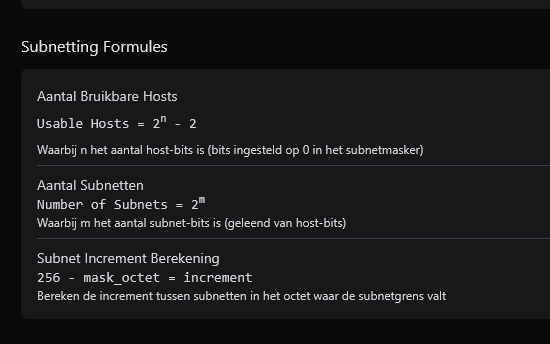 Subnetting Formules
Aantal Bruikbare Hosts
Usable Hosts = 2ⁿ - 2
Waarbij n het aantal host-bits is (bits ingesteld op 0 in het subnetmasker)
Aantal Subnetten
Number of Subnets = 2ᵐ
Waarbij m het aantal subnet-bits is (geleend van host-bits)
Subnet Increment Berekening
256 - mask_octet = increment
Bereken de increment tussen subnetten in het octet waar de subnetgrens valt